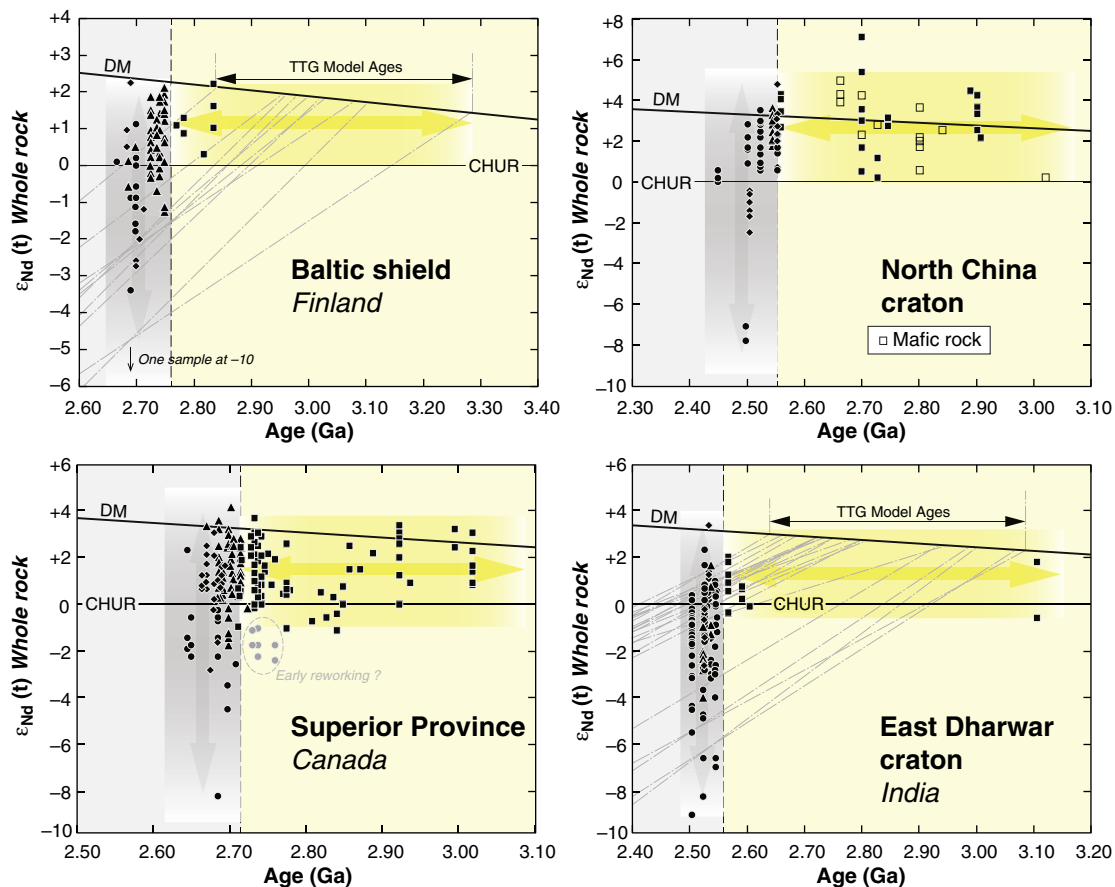 +3
+2
+1
0
–1
–2
–3
–4
–5
–6
εNd (t) Whole rock
DM
TTG Model Ages
CHUR
Baltic shield
Finland
One sample at –10
2.60 2.70 2.80 2.90 3.00 3.10 3.20 3.30 3.40
Age (Ga)
+8
+6
+4
+2
0
–2
–4
–6
–8
–10
εNd (t) Whole rock
DM
CHUR
North China
craton
Mafic rock
2.30 2.40 2.50 2.60 2.70 2.80 2.90 3.00 3.10
Age (Ga)
+6
+4
+2
0
–2
–4
–6
–8
–10
εNd (t) Whole rock
DM
CHUR
Early reworking ?
Superior Province
Canada
2.50 2.60 2.70 2.80 2.90 3.00 3.10
Age (Ga)
+6
+4
+2
0
–2
–4
–6
–8
–10
εNd (t) Whole rock
DM
TTG Model Ages
CHUR
East Dharwar
craton
India
2.40 2.50 2.60 2.70 2.80 2.90 3.00 3.10 3.20
Age (Ga)